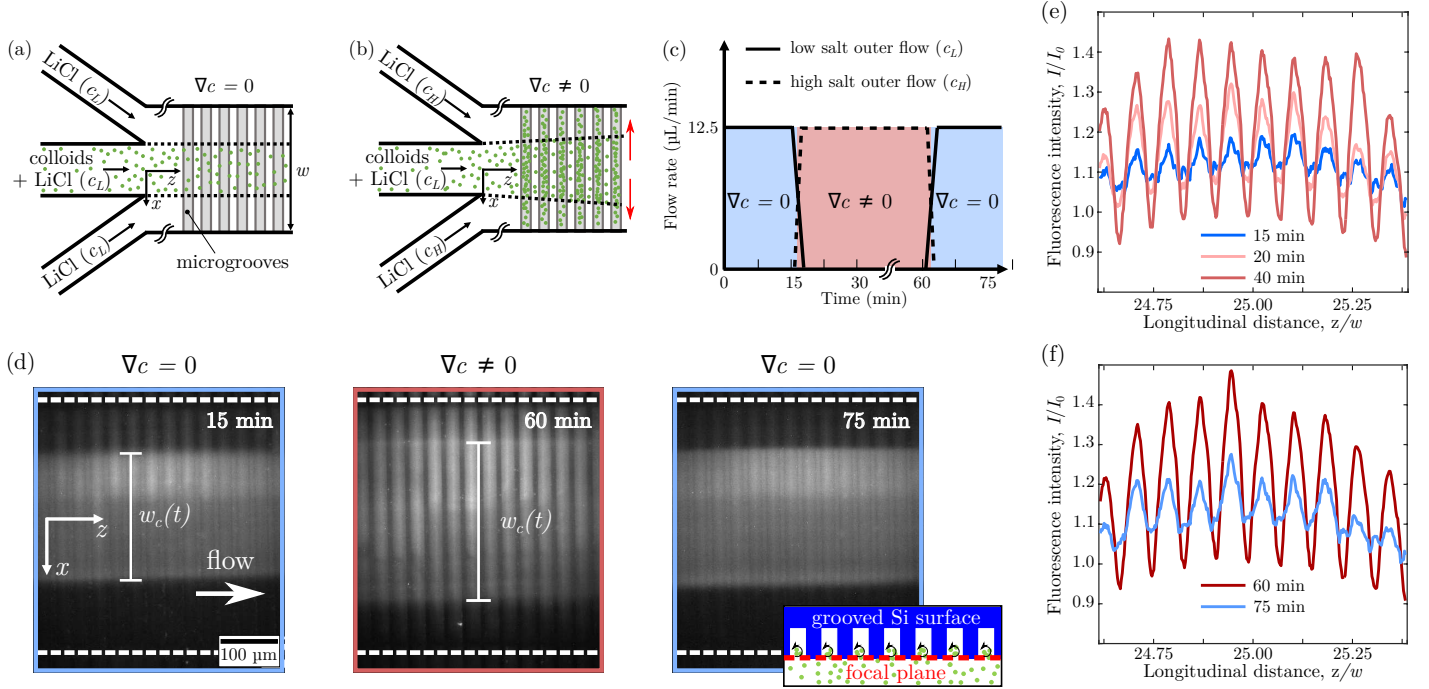 (a)
LiCl (c_L)
∇c = 0
colloids
+ LiCl (c_L)
z
x
w
LiCl (c_L)
microgrooves
(b)
LiCl (c_H)
∇c ≠ 0
colloids
+ LiCl (c_L)
z
x
LiCl (c_H)
(c)
low salt outer flow (c_L)
high salt outer flow (c_H)
Flow rate (µL/min)
12.5
0
∇c = 0
∇c ≠ 0
∇c = 0
0 15 30 45 60 75
Time (min)
(d)
∇c = 0
15 min
w_c(t)
z
x
flow
100 µm
∇c ≠ 0
60 min
w_c(t)
∇c = 0
75 min
grooved Si surface
focal plane
(e)
Fluorescence intensity, I/I_0
1.4
1.3
1.2
1.1
1.0
0.9
15 min
20 min
40 min
24.75 25.00 25.25
Longitudinal distance, z/w
(f)
Fluorescence intensity, I/I_0
1.4
1.3
1.2
1.1
1.0
0.9
60 min
75 min
24.75 25.00 25.25
Longitudinal distance, z/w